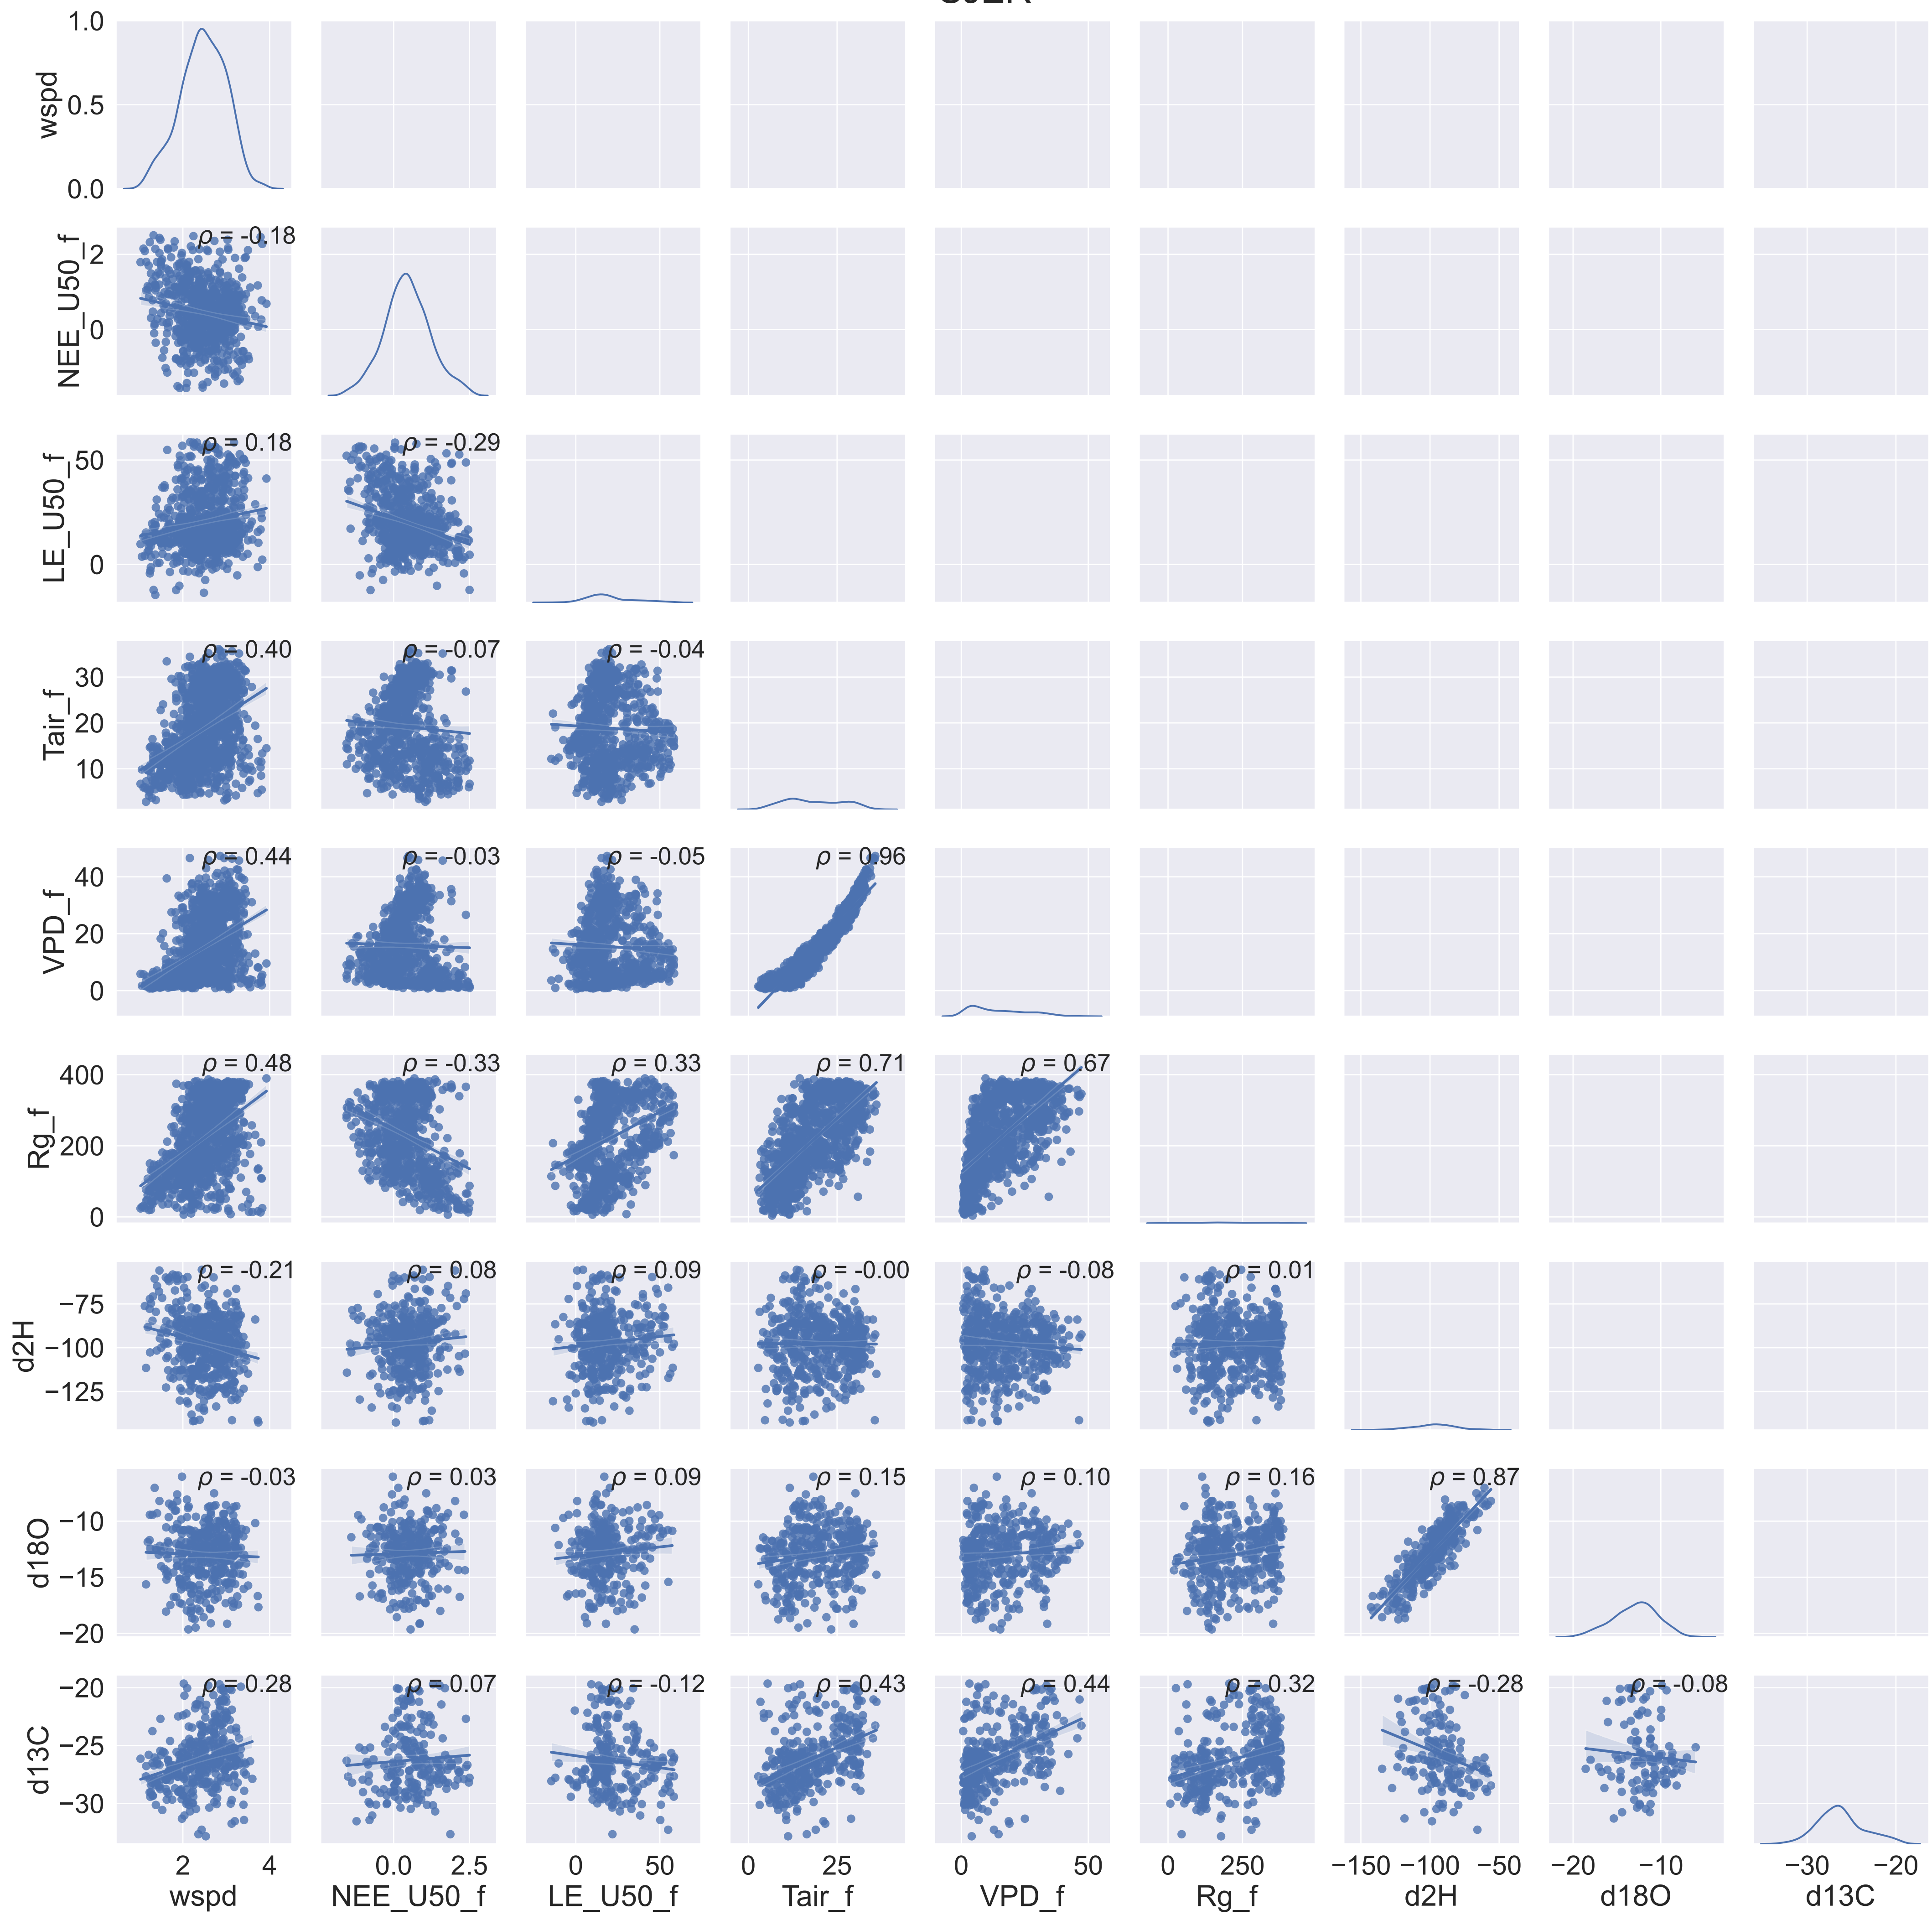 1.0
0.5
0.0
wspd
ρ = -0.18
2
0
NEE_U50_f
ρ = 0.18
ρ = -0.29
50
0
LE_U50_f
ρ = 0.40
ρ = -0.07
ρ = -0.04
30
20
10
Tair_f
ρ = 0.44
ρ = -0.03
ρ = -0.05
ρ = 0.96
40
20
0
VPD_f
ρ = 0.48
ρ = -0.33
ρ = 0.33
ρ = 0.71
ρ = 0.67
400
200
0
Rg_f
ρ = -0.21
ρ = 0.08
ρ = 0.09
ρ = -0.00
ρ = -0.08
ρ = 0.01
−75
−100
−125
d2H
ρ = -0.03
ρ = 0.03
ρ = 0.09
ρ = 0.15
ρ = 0.10
ρ = 0.16
ρ = 0.87
−10
−15
−20
d18O
ρ = 0.28
ρ = 0.07
ρ = -0.12
ρ = 0.43
ρ = 0.44
ρ = 0.32
ρ = -0.28
ρ = -0.08
−20
−25
−30
d13C
2 4
0.0 2.5
0 50
0 25
0 50
0 250
−150 −100 −50
−20 −10
−30 −20
wspd
NEE_U50_f
LE_U50_f
Tair_f
VPD_f
Rg_f
d2H
d18O
d13C